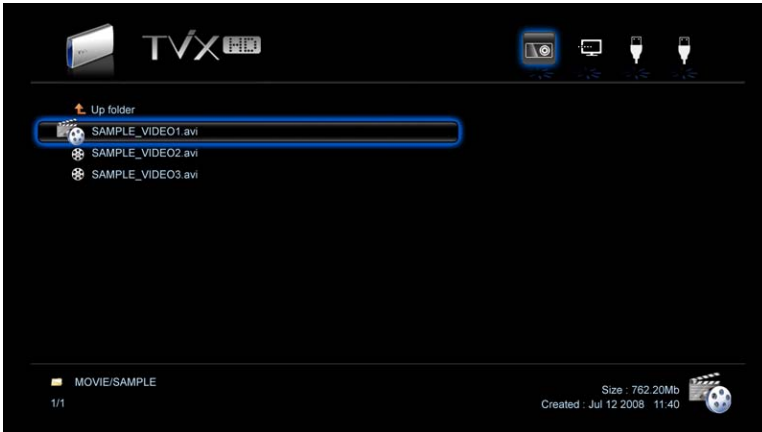 TViX HD
Up folder
SAMPLE_VIDEO1.avi
SAMPLE_VIDEO2.avi
SAMPLE_VIDEO3.avi
MOVIE/SAMPLE
Size : 762.20Mb
1/1
Created : Jul 12 2008 11:40